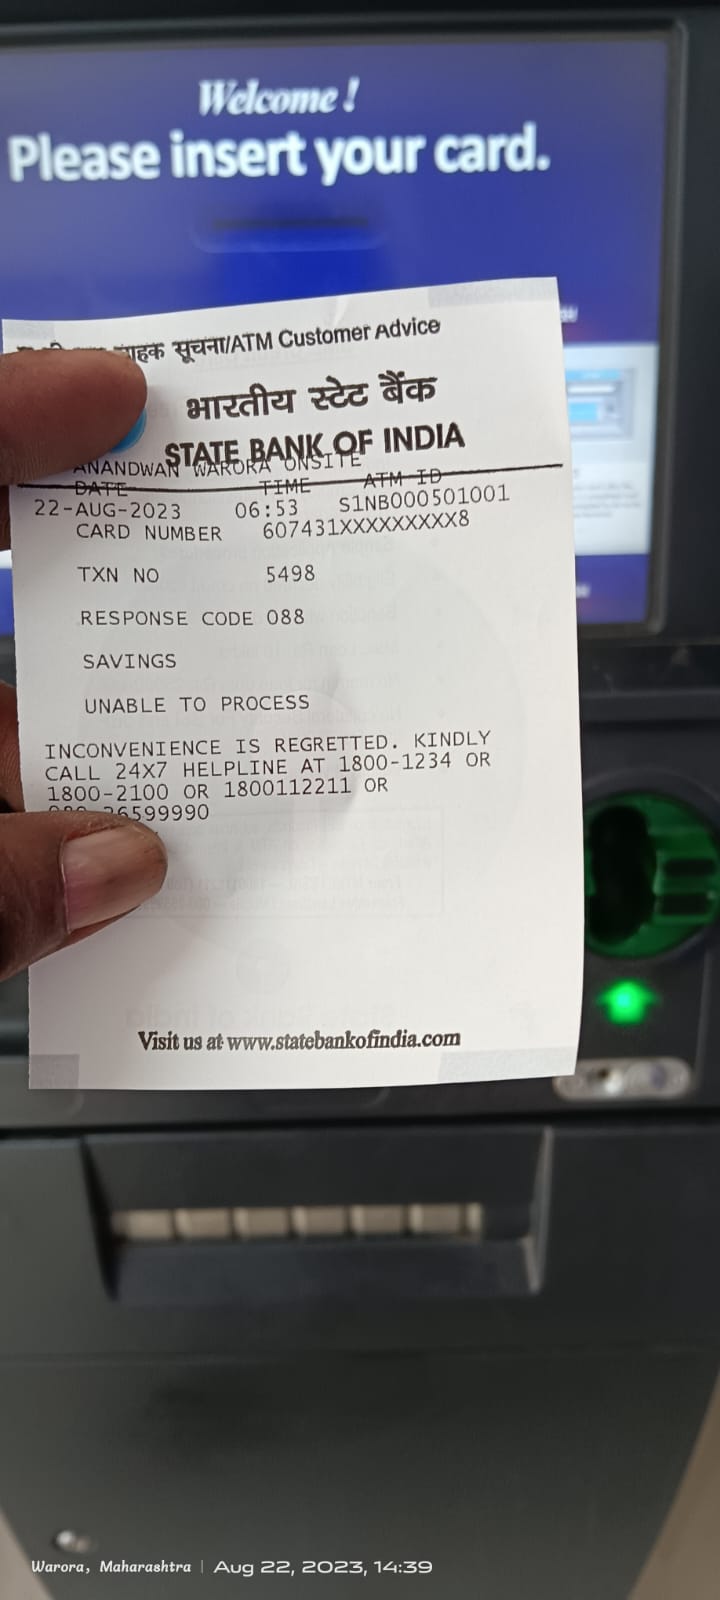 Welcome !
Please insert your card.
ग्राहक सूचना/ATM Customer Advice
भारतीय स्टेट बैंक
STATE BANK OF INDIA
ANANDWAN WARORA ONSITE
DATE TIME ATM ID
22-AUG-2023 06:53 S1NB000501001
CARD NUMBER 607431XXXXXXXXX8
TXN NO 5498
RESPONSE CODE 088
SAVINGS
UNABLE TO PROCESS
INCONVENIENCE IS REGRETTED. KINDLY
CALL 24X7 HELPLINE AT 1800-1234 OR
1800-2100 OR 1800112211 OR
26599990
Visit us at www.statebankofindia.com
Warora, Maharashtra | Aug 22, 2023, 14:39